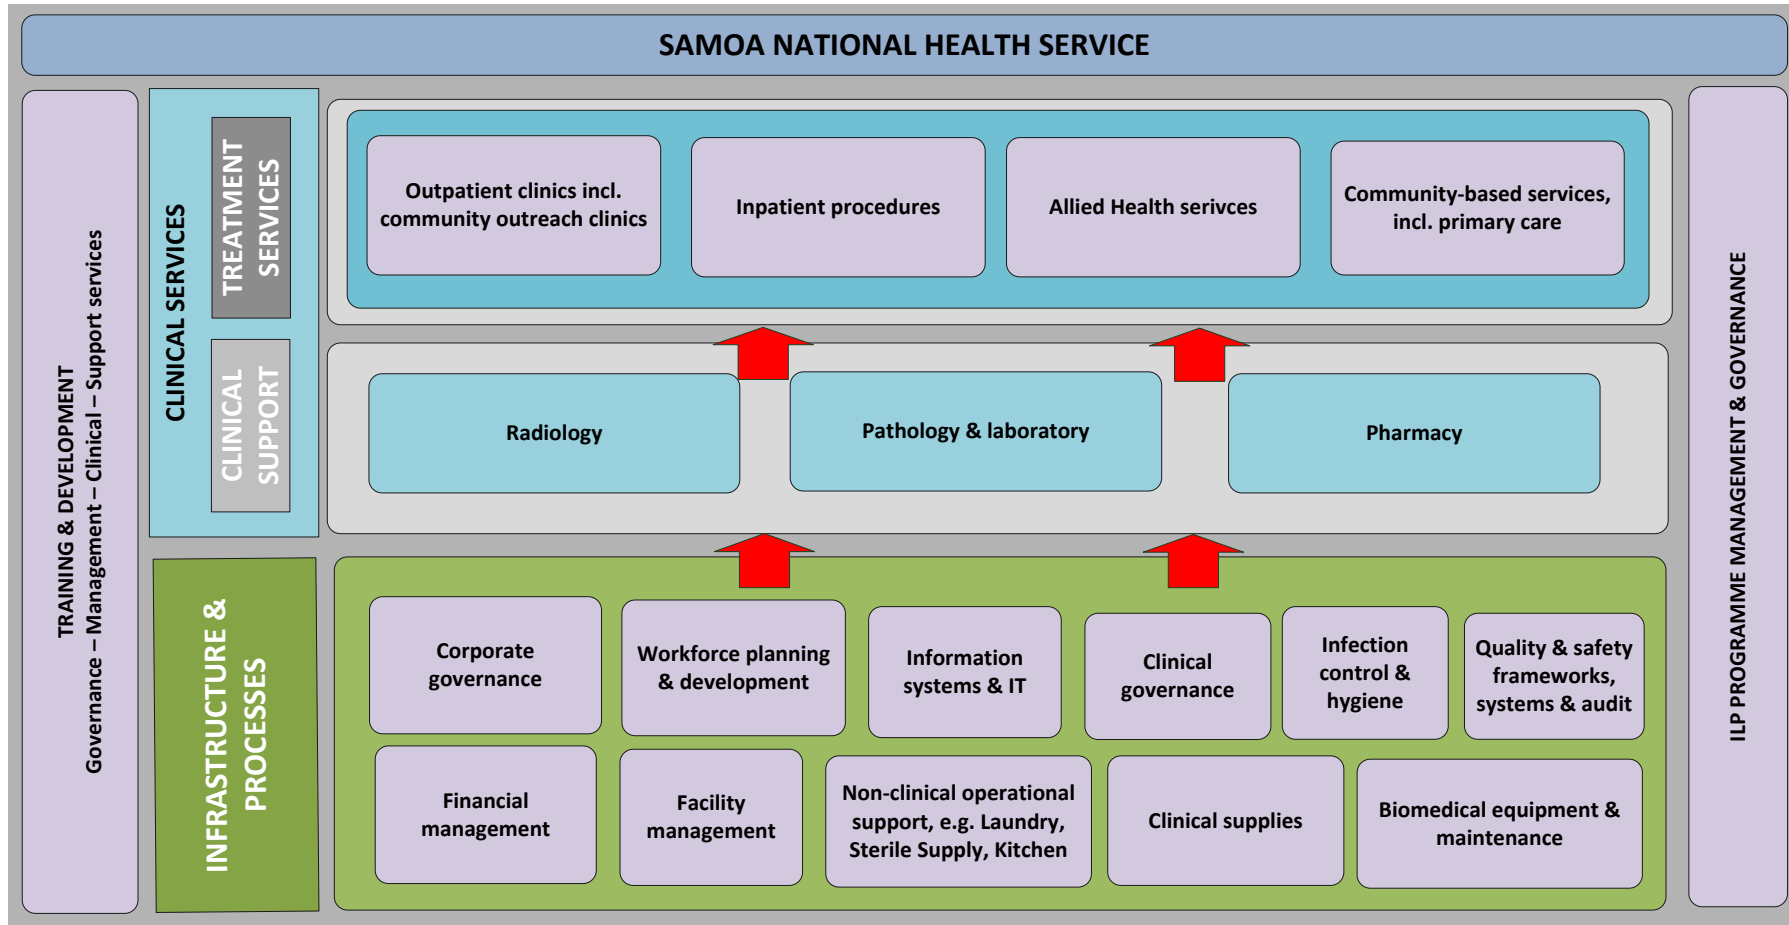 SAMOA NATIONAL HEALTH SERVICE
TRAINING & DEVELOPMENT
Governance – Management – Clinical – Support services
CLINICAL SERVICES
TREATMENT
SERVICES
Outpatient clinics incl.
community outreach clinics
Inpatient procedures
Allied Health serivces
Community-based services,
incl. primary care
CLINICAL
SUPPORT
Radiology
Pathology & laboratory
Pharmacy
INFRASTRUCTURE &
PROCESSES
Corporate
governance
Workforce planning
& development
Information
systems & IT
Clinical
governance
Infection
control &
hygiene
Quality & safety
frameworks,
systems & audit
Financial
management
Facility
management
Non-clinical operational
support, e.g. Laundry,
Sterile Supply, Kitchen
Clinical supplies
Biomedical equipment &
maintenance
ILP PROGRAMME MANAGEMENT & GOVERNANCE